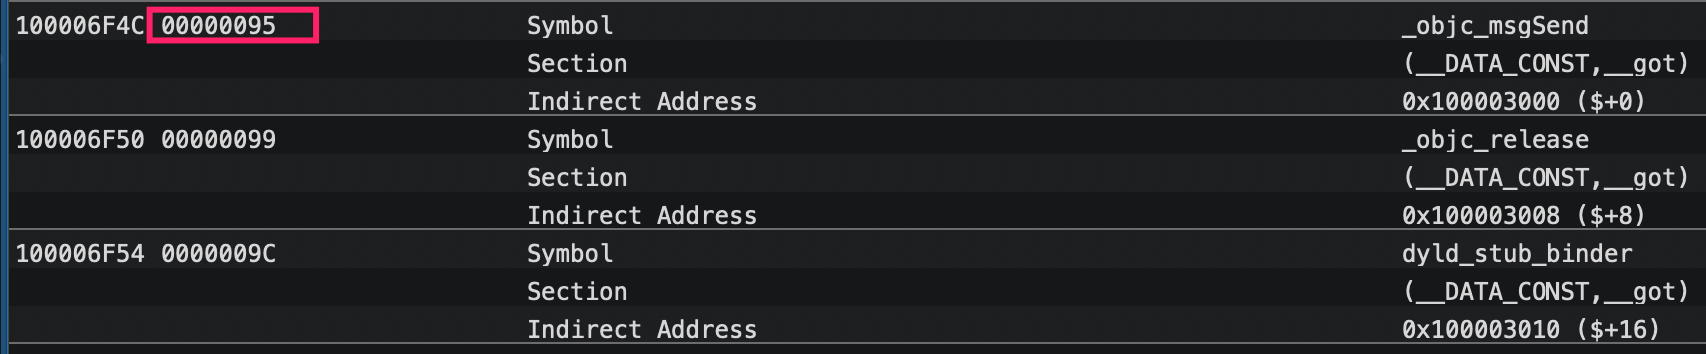 100006F4C 00000095 Symbol _objc_msgSend
Section (__DATA_CONST,__got)
Indirect Address 0x100003000 ($+0)
100006F50 00000099 Symbol _objc_release
Section (__DATA_CONST,__got)
Indirect Address 0x100003008 ($+8)
100006F54 0000009C Symbol dyld_stub_binder
Section (__DATA_CONST,__got)
Indirect Address 0x100003010 ($+16)